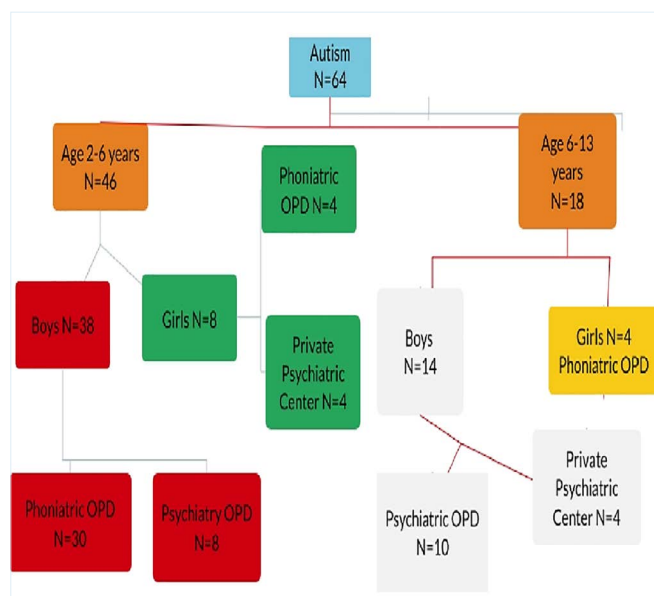 Autism
N=64
Age 2-6 years
N=46
Age 6-13
years
N=18
Phoniatric
OPD N=4
Boys N=38
Girls N=8
Private
Psychiatric
Center N=4
Boys
N=14
Girls N=4
Phoniatric OPD
Phoniatric OPD
N=30
Psychiatry OPD
N=8
Psychiatric OPD
N=10
Private
Psychiatric
Center N=4